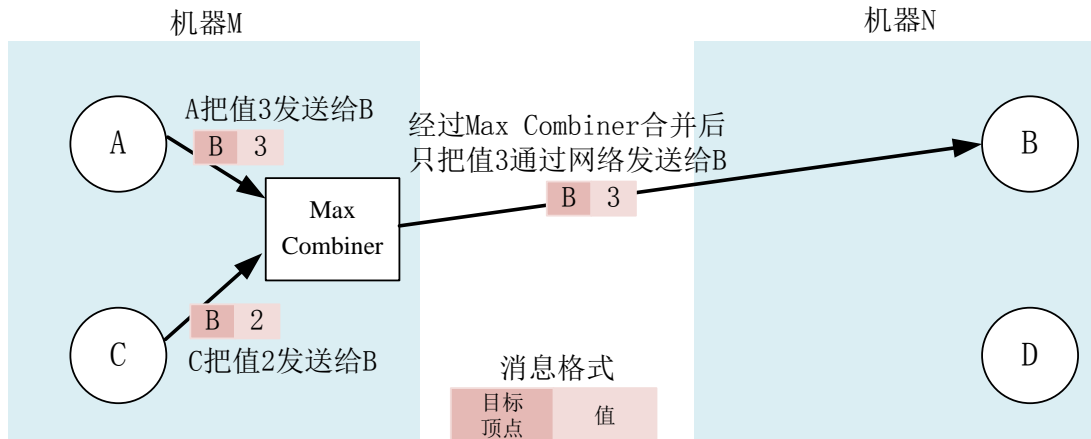 机器M
机器N
A把值3发送给B
B 3
A
经过Max Combiner合并后
只把值3通过网络发送给B
B 3
B
Max
Combiner
B 2
C把值2发送给B
C
D
消息格式
目标
顶点
值